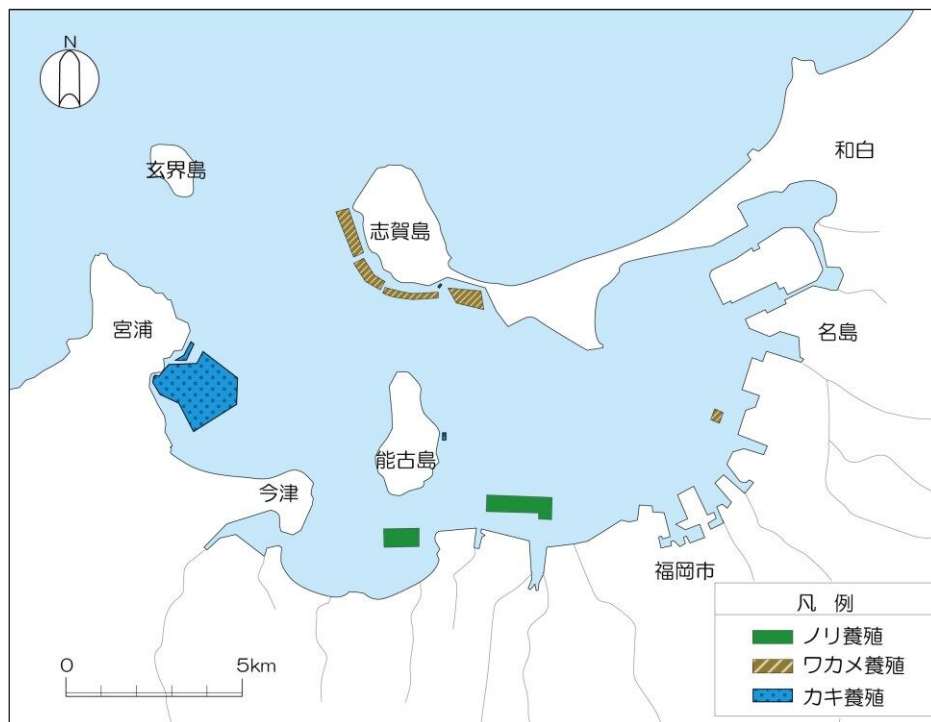 N
和白
玄界島
志賀島
宮浦
名島
能古島
今津
福岡市
凡 例
ノリ養殖
ワカメ養殖
カキ養殖
0 5km